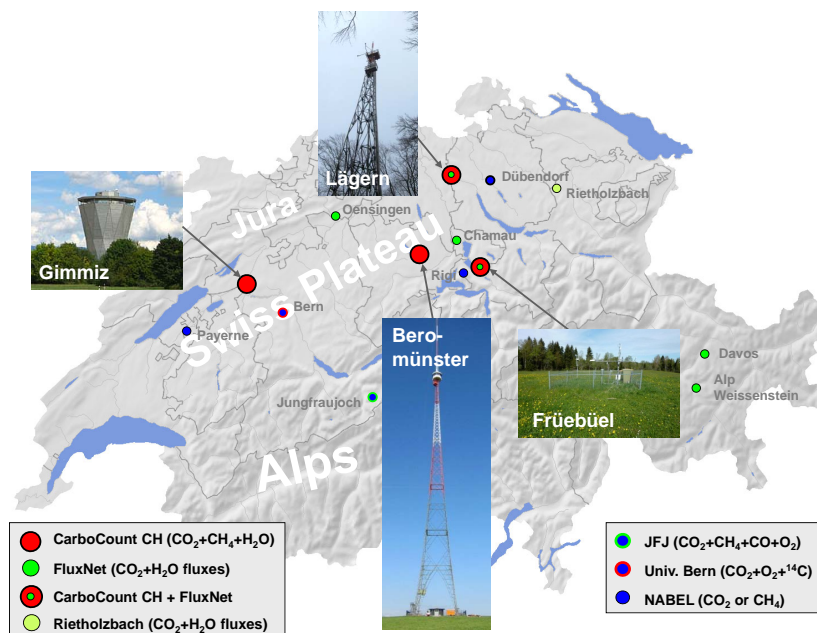 Lägern
Dübendorf
Rietholzbach
Jura
Oensingen
Chamau
Gimmiz
Swiss Plateau
Rigi
Bern
Payerne
Bero-
münster
Davos
Alp
Weissenstein
Jungfraujoch
Früebüel
Alps
CarboCount CH (CO₂+CH₄+H₂O)
FluxNet (CO₂+H₂O fluxes)
CarboCount CH + FluxNet
Rietholzbach (CO₂+H₂O fluxes)
JFJ (CO₂+CH₄+CO+O₂)
Univ. Bern (CO₂+O₂+¹⁴C)
NABEL (CO₂ or CH₄)